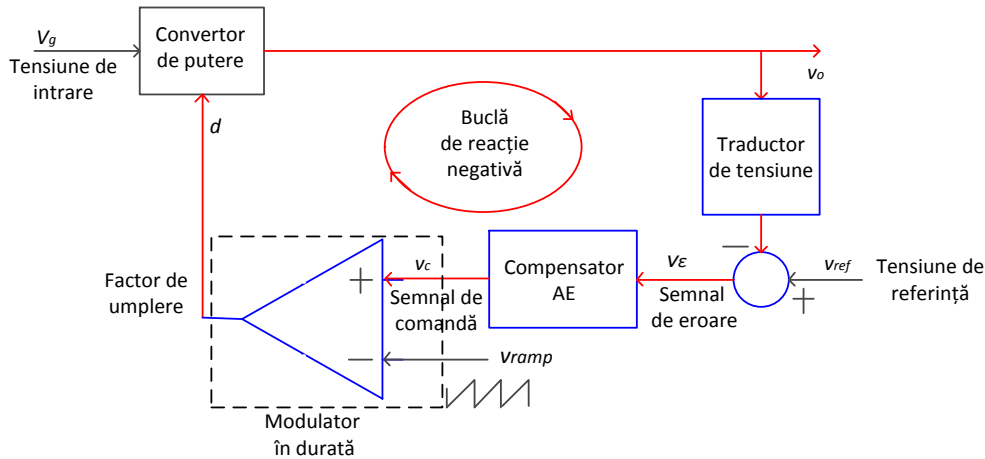 Vg
Tensiune de
intrare
Convertor
de putere
vo
d
Buclă
de reacție
negativă
Traductor
de tensiune
Factor de
umplere
+
vc
Semnal de
comandă
Compensator
AE
vε
Semnal
de eroare
−
vref
+
Tensiune de
referință
−
vramp
Modulator
în durată